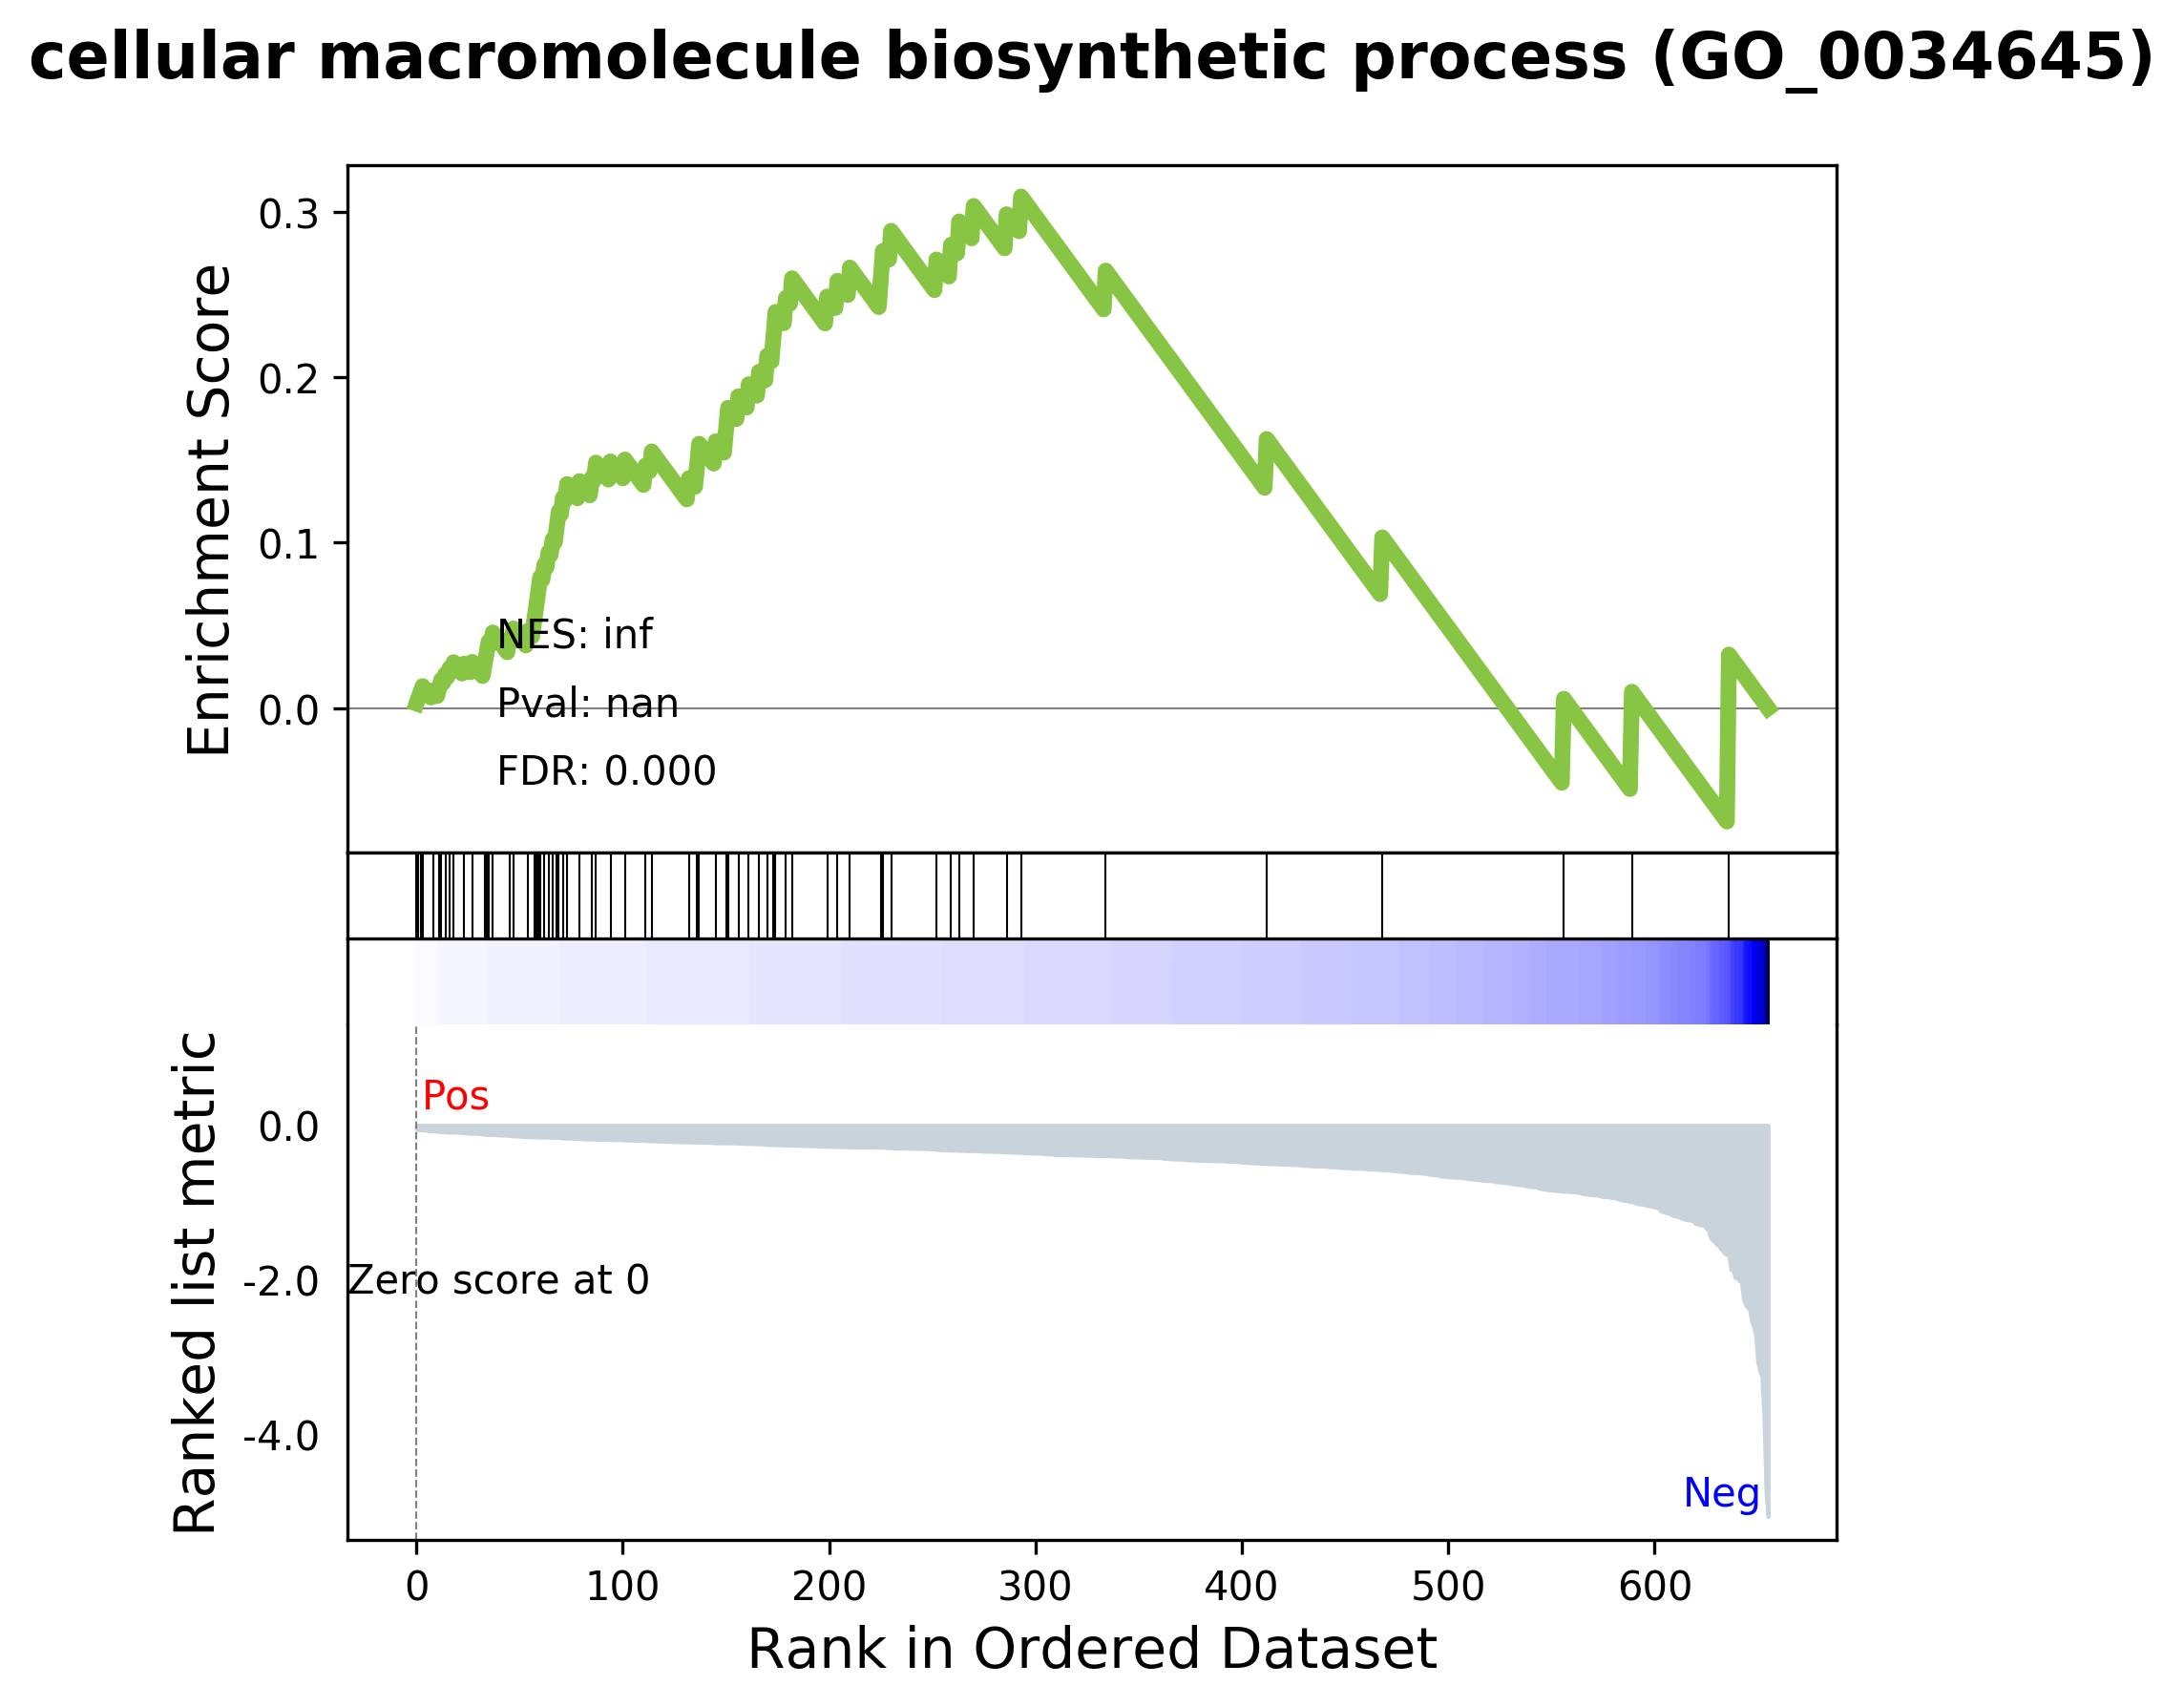 cellular macromolecule biosynthetic process (GO_0034645)
Enrichment Score
0.3
0.2
0.1
0.0
NES: inf
Pval: nan
FDR: 0.000
Ranked list metric
0.0
-2.0
-4.0
Pos
Zero score at 0
Neg
0 100 200 300 400 500 600
Rank in Ordered Dataset